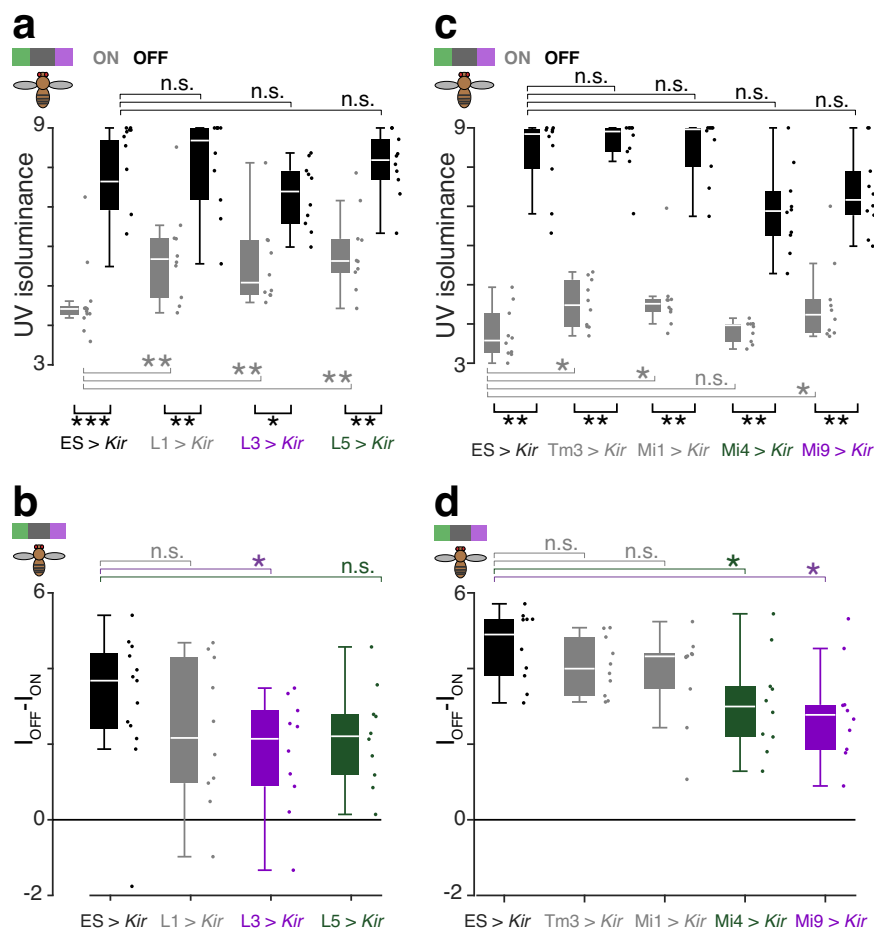 a
ON OFF
n.s.
n.s.
n.s.
9
UV isoluminance
3
**
**
**
***
**
*
**
ES > Kir
L1 > Kir
L3 > Kir
L5 > Kir
c
ON OFF
n.s.
n.s.
n.s.
n.s.
9
UV isoluminance
3
*
*
n.s.
*
**
**
**
**
**
ES > Kir
Tm3 > Kir
Mi1 > Kir
Mi4 > Kir
Mi9 > Kir
b
n.s.
*
n.s.
6
IOFF-ION
0
-2
ES > Kir
L1 > Kir
L3 > Kir
L5 > Kir
d
n.s.
n.s.
*
*
6
IOFF-ION
0
-2
ES > Kir
Tm3 > Kir
Mi1 > Kir
Mi4 > Kir
Mi9 > Kir